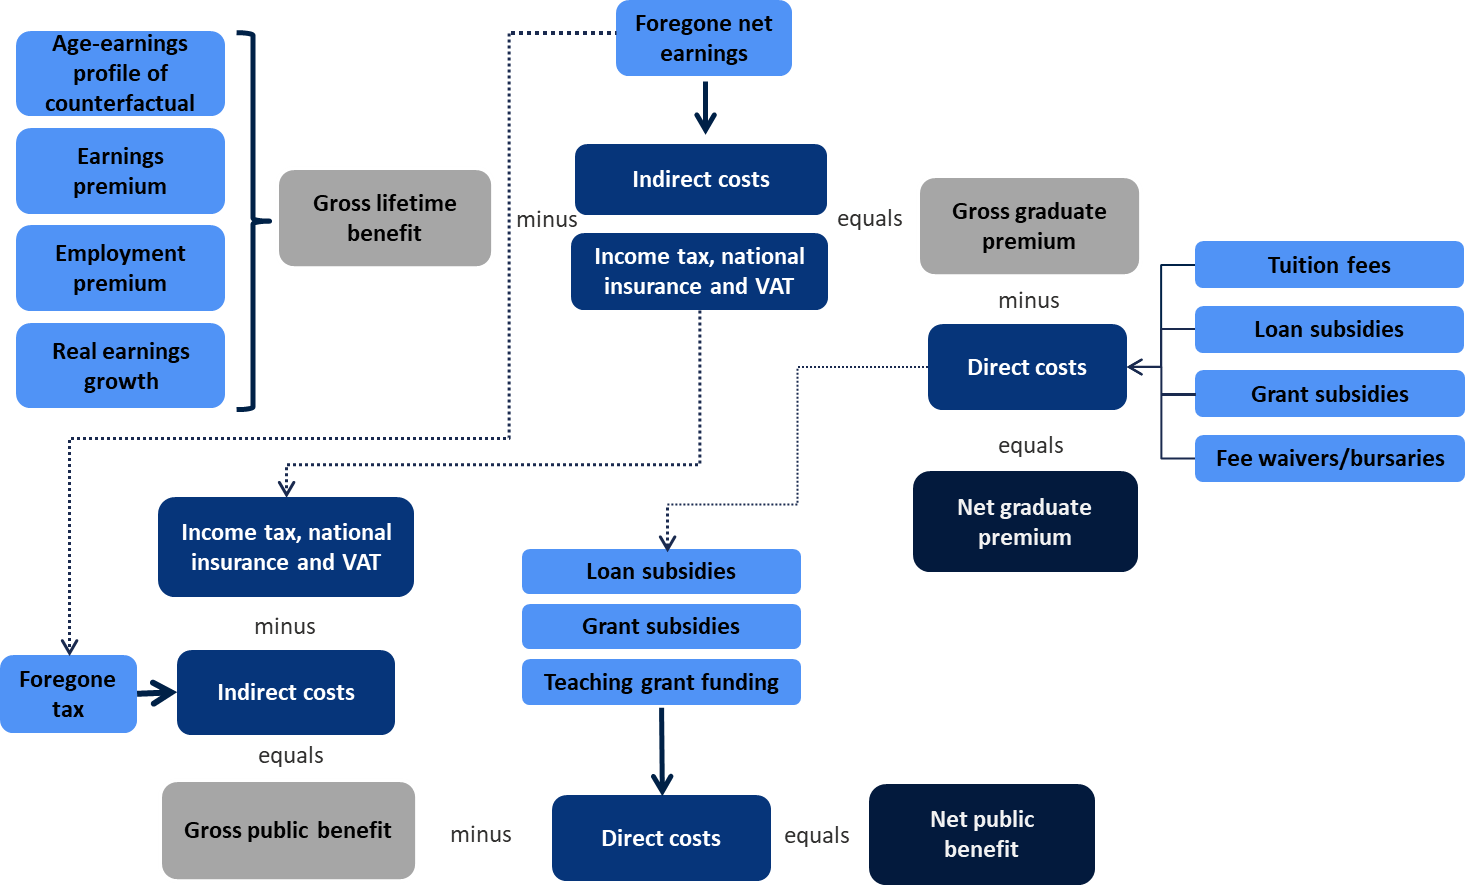 Foregone net
earnings
Age-earnings
profile of
counterfactual
Earnings
premium
Employment
premium
Real earnings
growth
Gross lifetime
benefit
minus
Indirect costs
Income tax, national
insurance and VAT
equals
Gross graduate
premium
minus
Direct costs
Tuition fees
Loan subsidies
Grant subsidies
Fee waivers/bursaries
equals
Net graduate
premium
Income tax, national
insurance and VAT
minus
Foregone
tax
Indirect costs
equals
Loan subsidies
Grant subsidies
Teaching grant funding
Gross public benefit
minus
Direct costs
equals
Net public
benefit